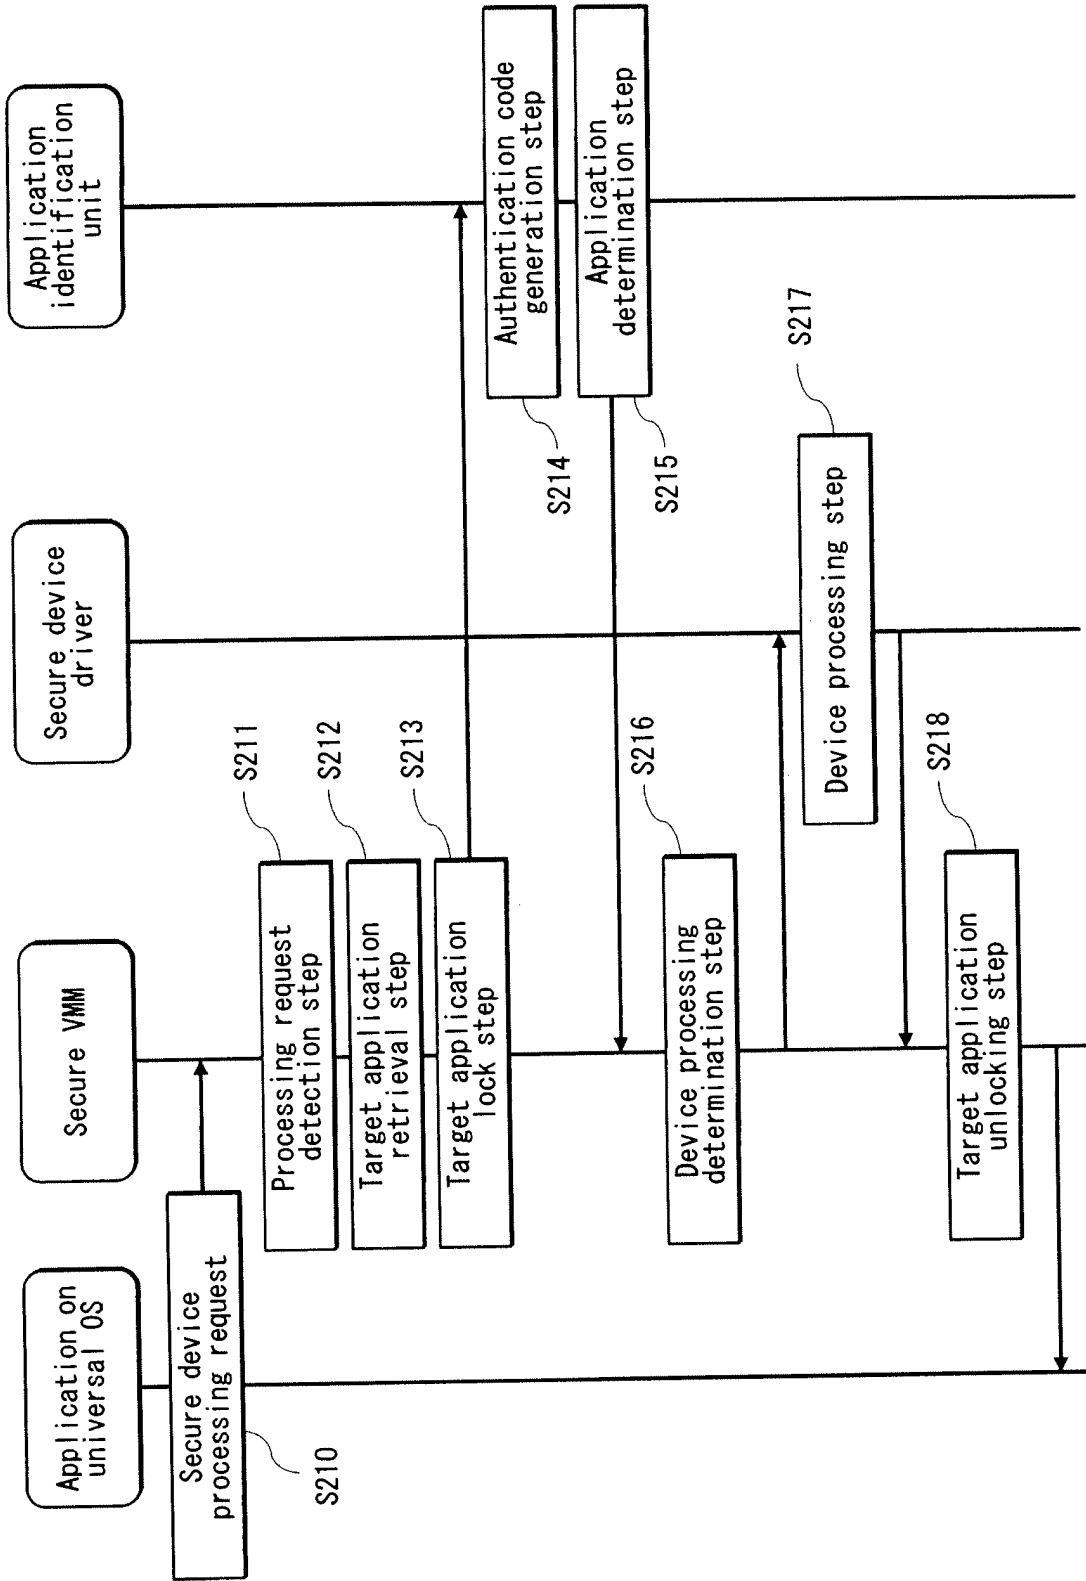 Application on
universal OS
Secure VMM
Secure device
driver
Application
identification
unit
Secure device
processing request
S210
Processing request
detection step
S211
Target application
retrieval step
S212
Target application
lock step
S213
Authentication code
generation step
S214
Application
determination step
S215
Device processing
determination step
S216
Device processing step
S217
Target application
unlocking step
S218